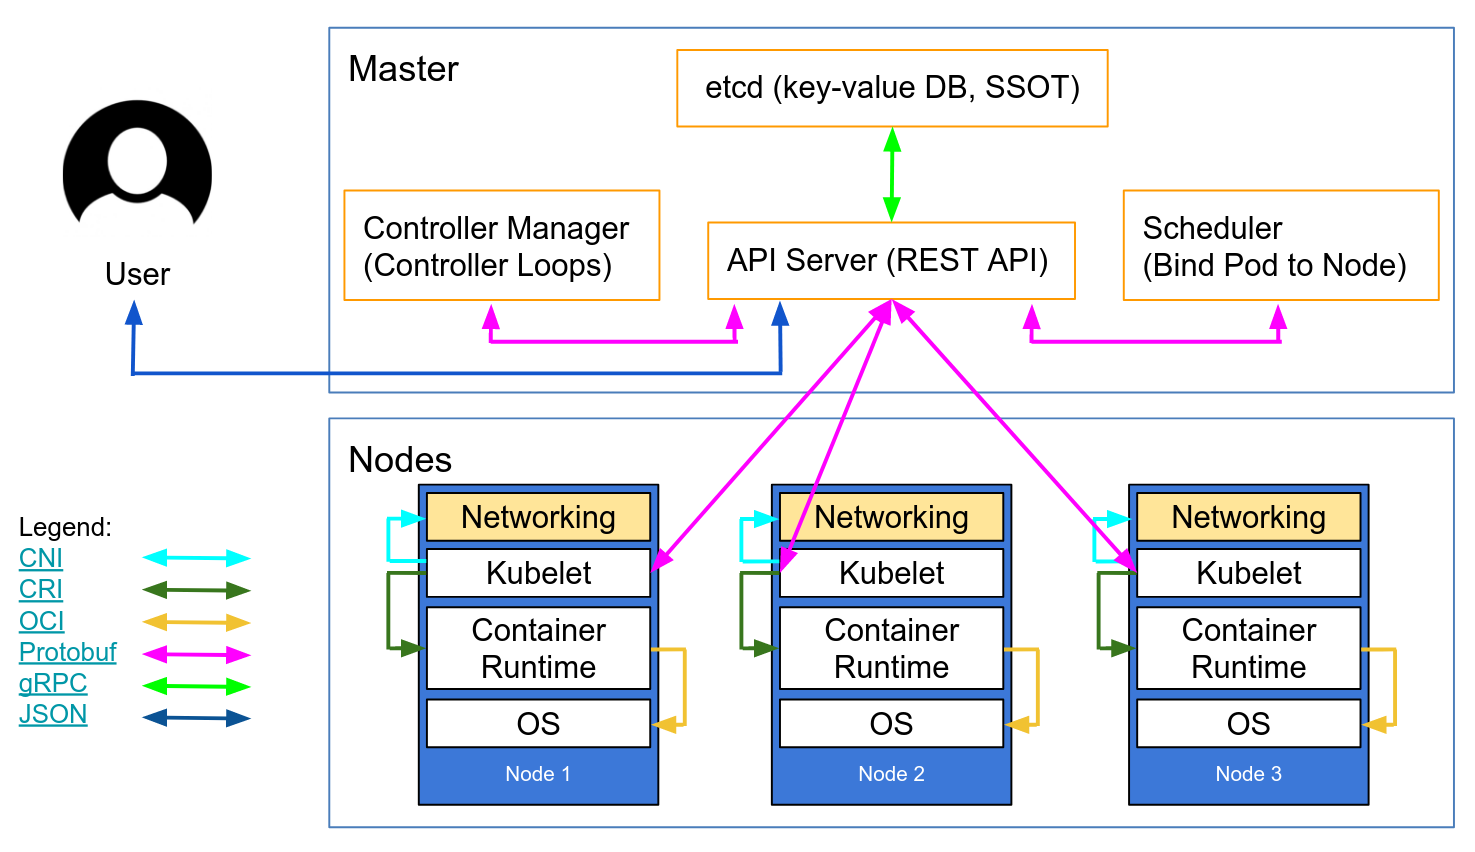 Master
etcd (key-value DB, SSOT)
Controller Manager
(Controller Loops)
API Server (REST API)
Scheduler
(Bind Pod to Node)
User
Nodes
Networking
Kubelet
Container
Runtime
OS
Node 1
Networking
Kubelet
Container
Runtime
OS
Node 2
Networking
Kubelet
Container
Runtime
OS
Node 3
Legend:
CNI
CRI
OCI
Protobuf
gRPC
JSON